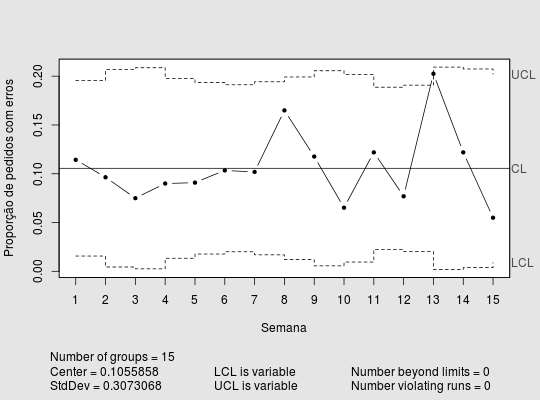 Proporção de pedidos com erros
0.20
0.15
0.10
0.05
0.00
UCL
CL
LCL
1 2 3 4 5 6 7 8 9 10 11 12 13 14 15
Semana
Number of groups = 15
Center = 0.1055858 LCL is variable Number beyond limits = 0
StdDev = 0.3073068 UCL is variable Number violating runs = 0